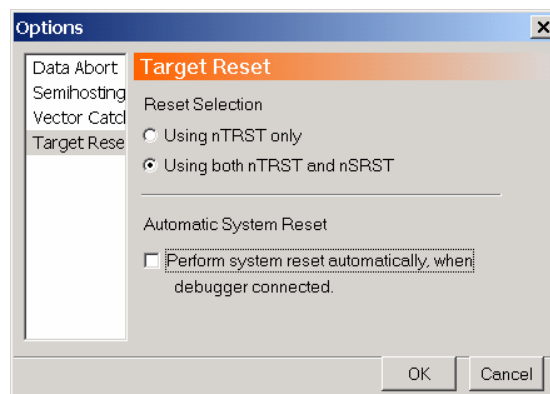 Options
Data Abort
Semihosting
Vector Catcl
Target Rese
Target Reset
Reset Selection
Using nTRST only
Using both nTRST and nSRST
Automatic System Reset
Perform system reset automatically, when
debugger connected.
OK
Cancel